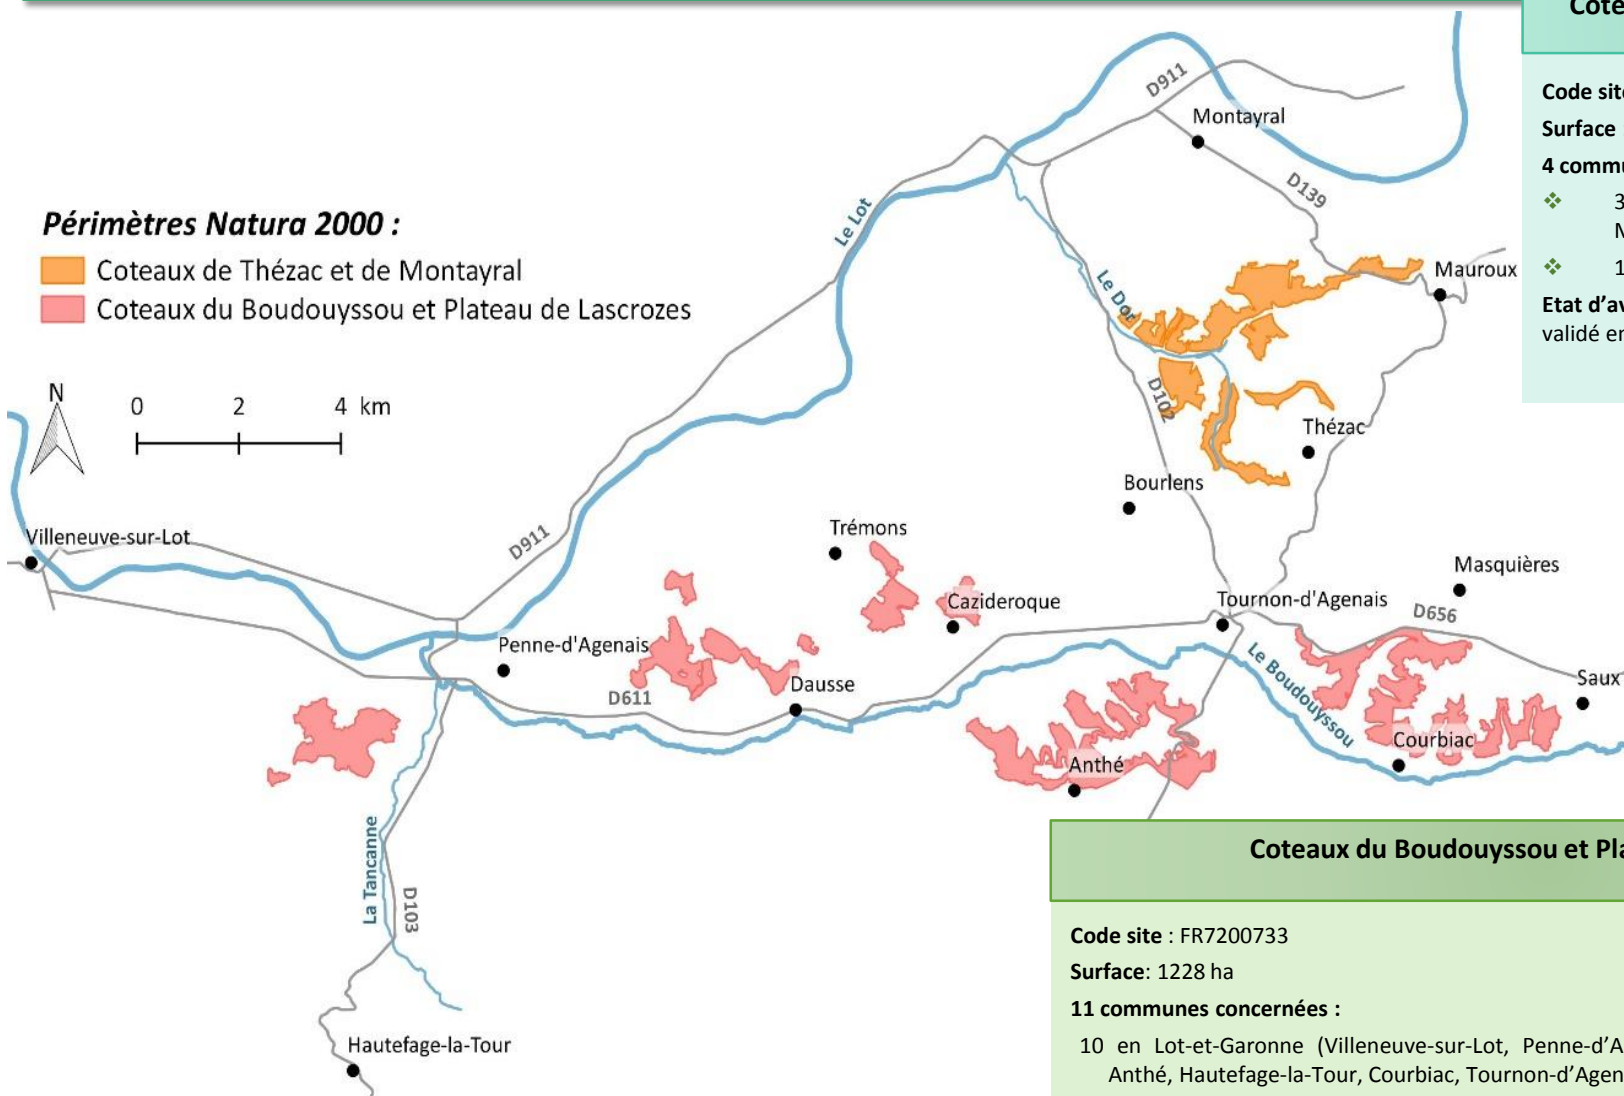 Code site
Surface
4 comm
3
M
1
Etat d'av
validé en
D911
Montayral
D139
Le Lot
Périmètres Natura 2000 :
Coteaux de Thézac et de Montayral
Coteaux du Boudouyssou et Plateau de Lascrozes
Mauroux
Le Dor
N
0 2 4 km
D102
Thézac
Bourlens
Villeneuve-sur-Lot
D911
Trémons
Masquières
Cazideroque
Tournon-d'Agenais
D656
Penne-d'Agenais
Le Boudouyssou
Dausse
Saux
D611
Courbiac
Anthé
La Tancanne
D103
Hautefage-la-Tour
Coteaux du Boudouyssou et Pla
Code site : FR7200733
Surface: 1228 ha
11 communes concernées :
10 en Lot-et-Garonne (Villeneuve-sur-Lot, Penne-d'A
Anthé, Hautefage-la-Tour, Courbiac, Tournon-d'Agen